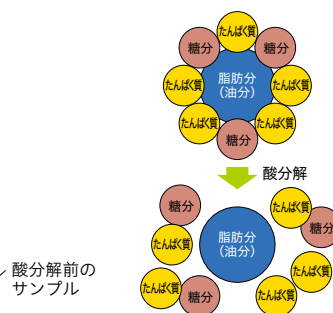 たんぱく質
糖分
糖分
たんぱく質
脂肪分
（油分）
たんぱく質
たんぱく質
たんぱく質
糖分
酸分解
糖分
たんぱく質
糖分
たんぱく質
脂肪分
（油分）
たんぱく質
たんぱく質
糖分
たんぱく質
酸分解前の
サンプル